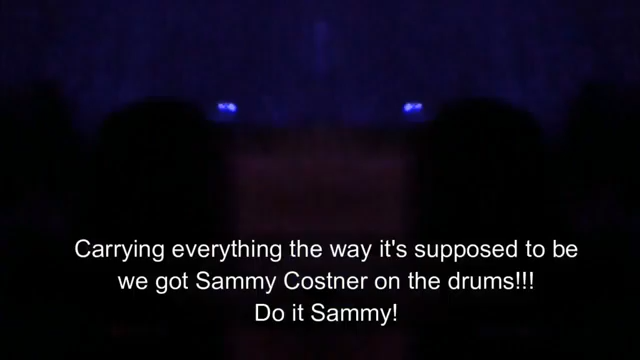 Carrying everything the way it's supposed to be
we got Sammy Costner on the drums!!!
Do it Sammy!